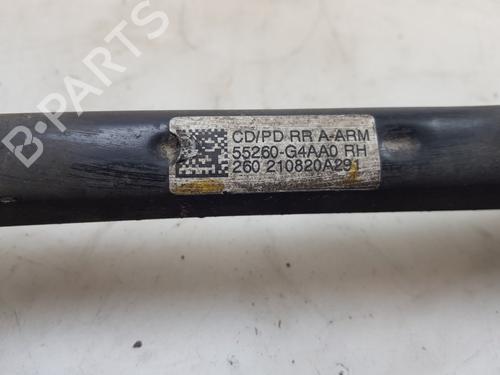 CD/PD RR A-ARM
55260-G4AA0 RH
260 210820A291
B-PARTS